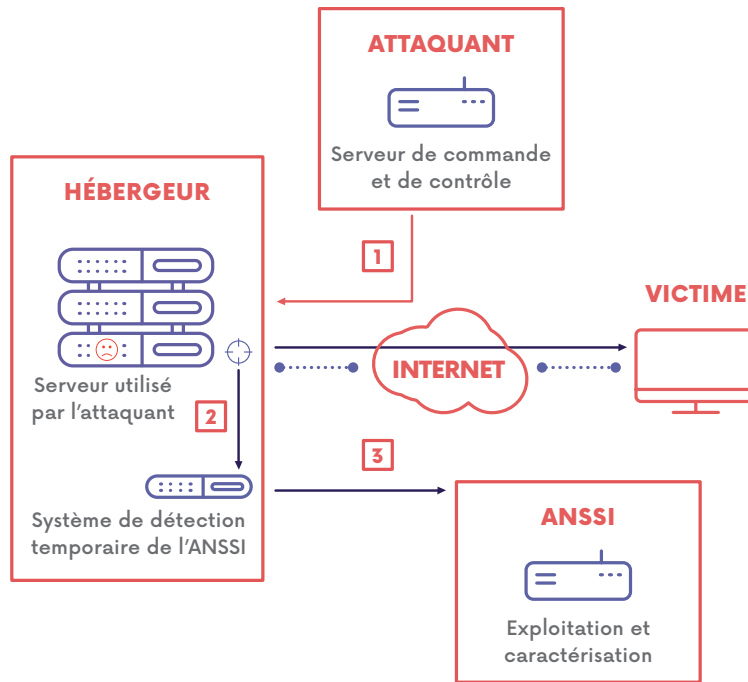 ATTAQUANT
Serveur de commande
et de contrôle
HÉBERGEUR
1
VICTIME
INTERNET
Serveur utilisé
par l'attaquant
2
3
Système de détection
temporaire de l'ANSSI
ANSSI
Exploitation et
caractérisation